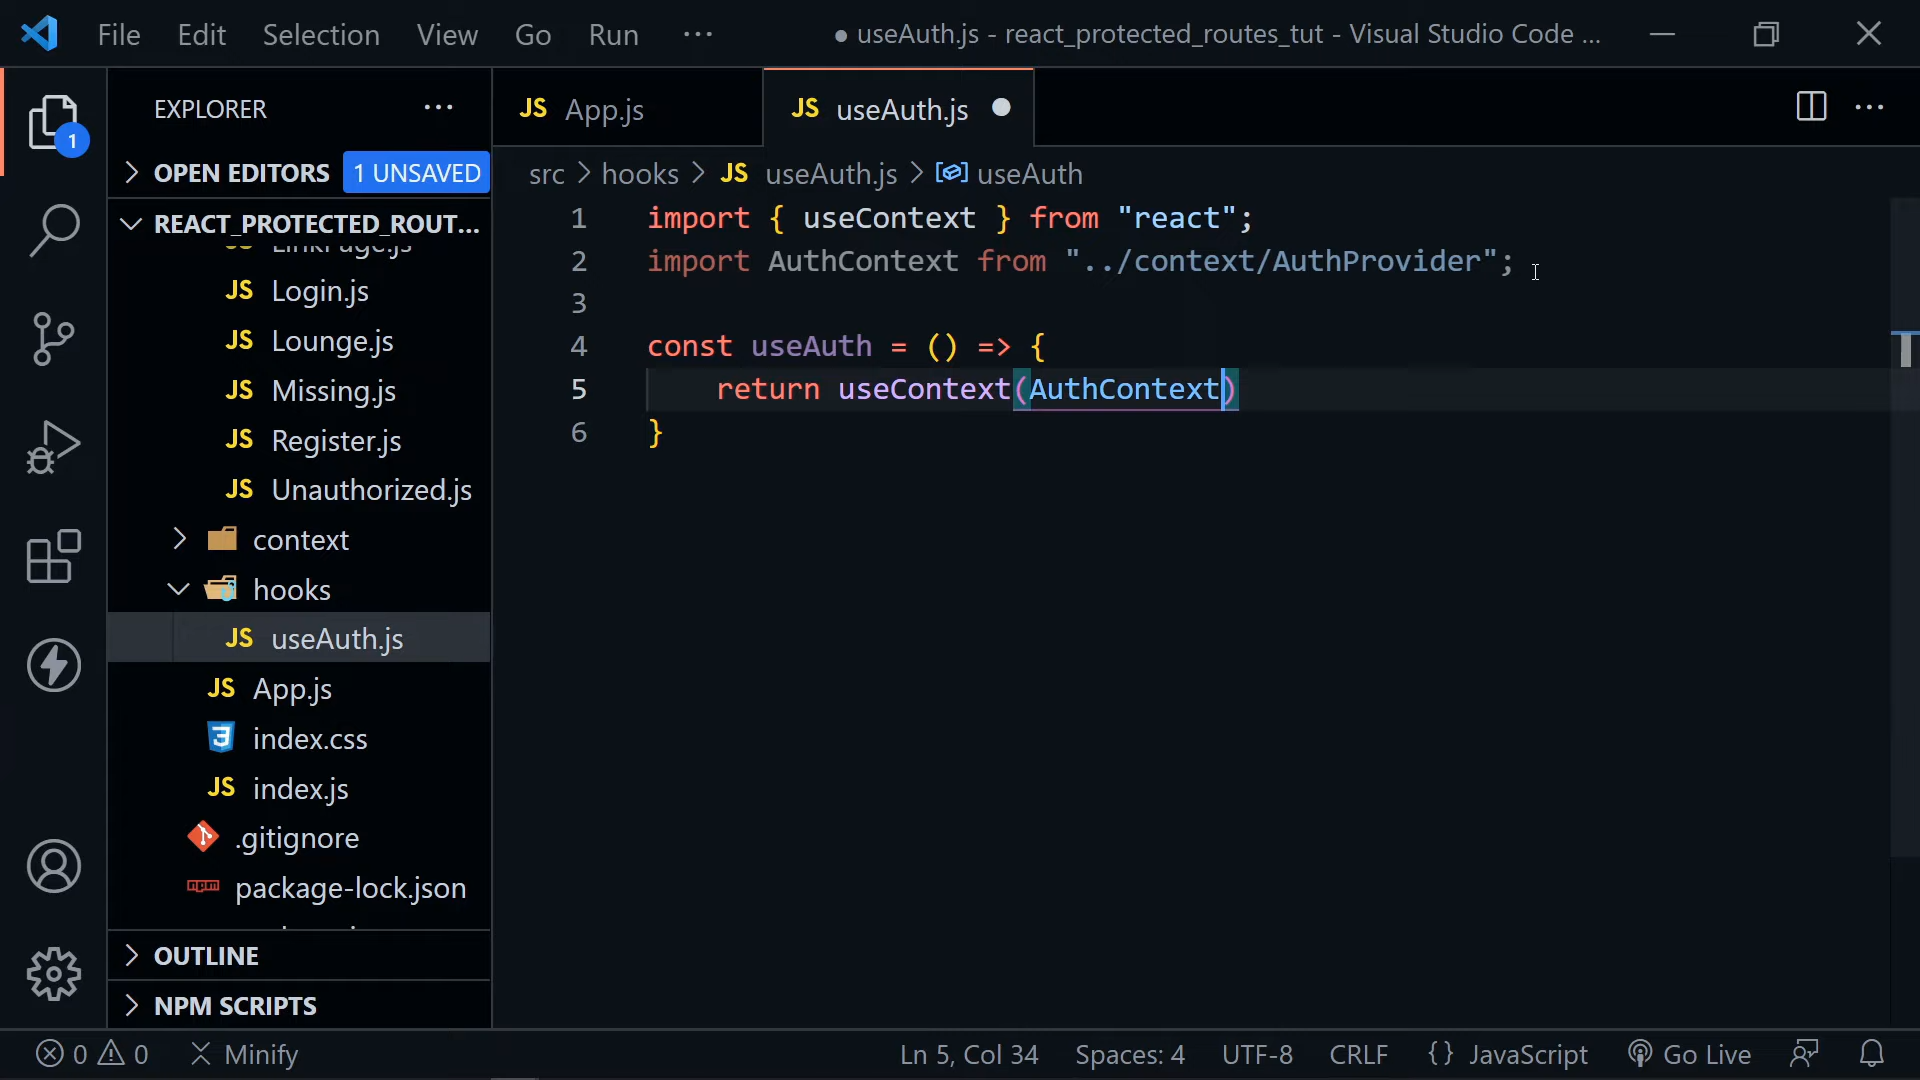 File Edit Selection View Go Run ··· ● useAuth.js - react_protected_routes_tut - Visual Studio Code ...
EXPLORER ···
JS App.js
JS useAuth.js ●
1
OPEN EDITORS 1 UNSAVED
src > hooks > JS useAuth.js > useAuth
REACT_PROTECTED_ROUT...
JS LinkPage.js
JS Login.js
JS Lounge.js
JS Missing.js
JS Register.js
JS Unauthorized.js
context
hooks
JS useAuth.js
JS App.js
index.css
JS index.js
.gitignore
npm package-lock.json
OUTLINE
NPM SCRIPTS
1 import { useContext } from "react";
2 import AuthContext from "../context/AuthProvider";
3
4 const useAuth = () => {
5 return useContext(AuthContext)
6 }
0 0 Minify Ln 5, Col 34 Spaces: 4 UTF-8 CRLF {} JavaScript Go Live